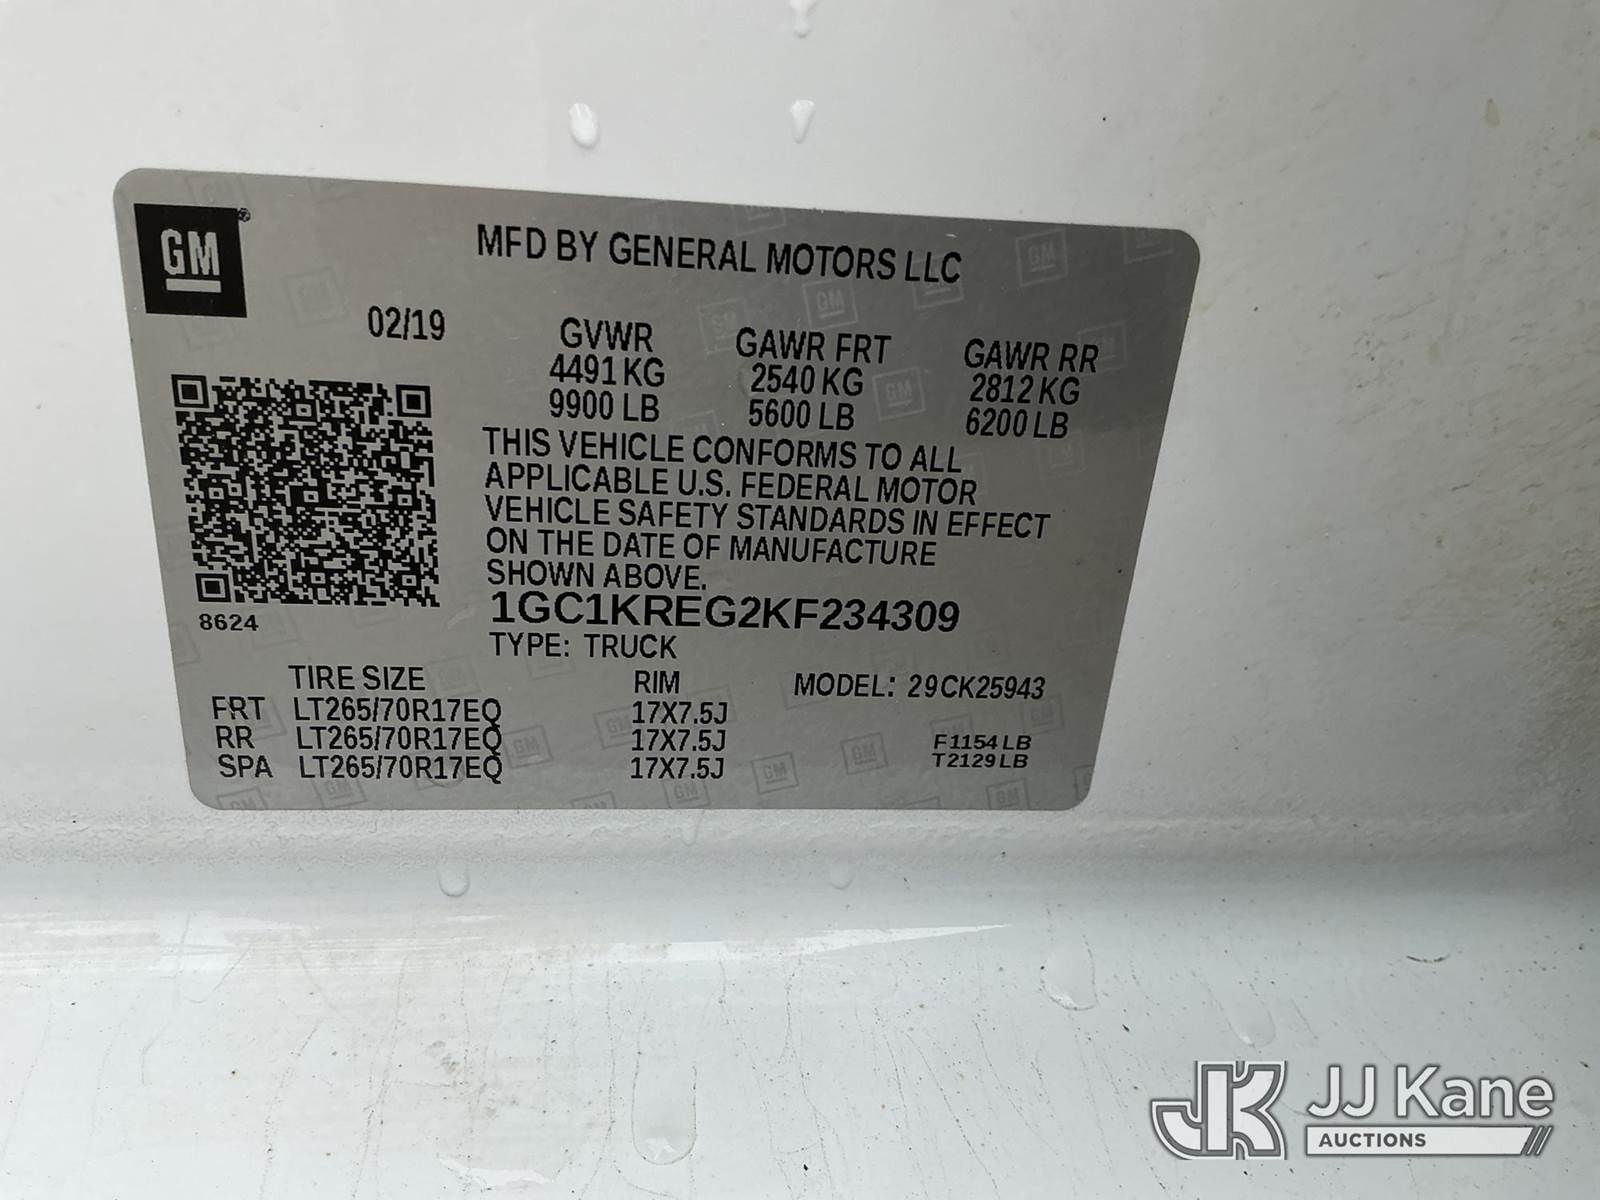 GM
MFD BY GENERAL MOTORS LLC
02/19
GVWR GAWR FRT GAWR RR
4491 KG 2540 KG 2812 KG
9900 LB 5600 LB 6200 LB
THIS VEHICLE CONFORMS TO ALL
APPLICABLE U.S. FEDERAL MOTOR
VEHICLE SAFETY STANDARDS IN EFFECT
ON THE DATE OF MANUFACTURE
SHOWN ABOVE.
8624
1GC1KREG2KF234309
TYPE: TRUCK
TIRE SIZE RIM MODEL: 29CK25943
FRT LT265/70R17EQ 17X7.5J
RR LT265/70R17EQ 17X7.5J F1154LB
SPA LT265/70R17EQ 17X7.5J T2129LB
JK JJ Kane
AUCTIONS